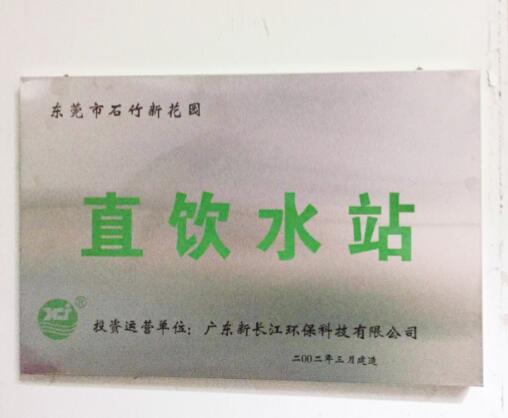 东莞市石竹新花园
直饮水站
® 投资运营单位：广东新长江环保科技有限公司
二00二年三月建造